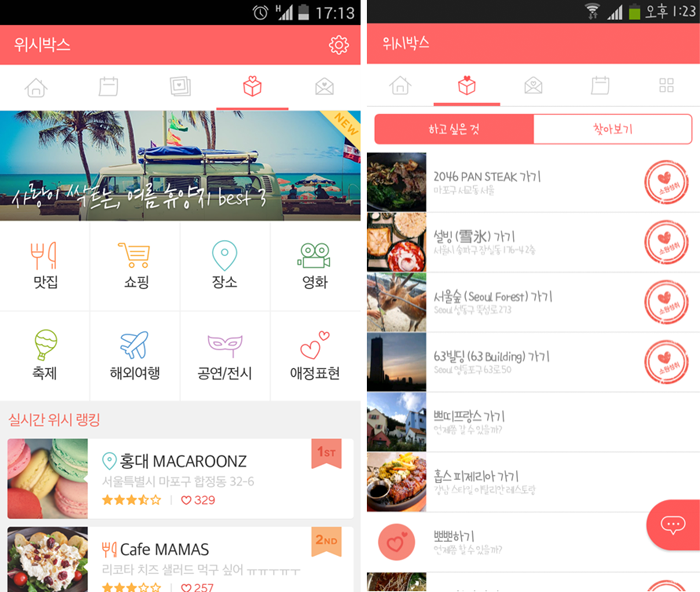 H 17:13
위시박스
NEW
사랑이 싹트는, 여름 휴양지 best 3
맛집
쇼핑
장소
영화
축제
해외여행
공연/전시
애정표현
실시간 위시 랭킹
홍대 MACAROONZ
1ST
서울특별시 마포구 합정동 32-6
329
Cafe MAMAS
2ND
리코타 치즈 샐러드 먹구 싶어 ㅠㅠㅜㅠㅜ
257
오후 1:23
위시박스
하고 싶은 것
찾아보기
2046 PAN STEAK 가기
마포구 서교동 서울
소원성취
설빙 (雪氷) 가기
서울시 송파구 잠실동 176-4 2층
소원성취
서울숲 (Seoul Forest) 가기
Seoul 성동구 뚝섬로 273
소원성취
63빌딩 (63 Building) 가기
Seoul 영등포구 63로 50
소원성취
쁘띠프랑스 가기
언제쯤 갈 수 있을까?
홉스 피제리아 가기
강남 스타일 이탈리안 레스토랑
뽀뽀하기
언제쯤 할 수 있을까?